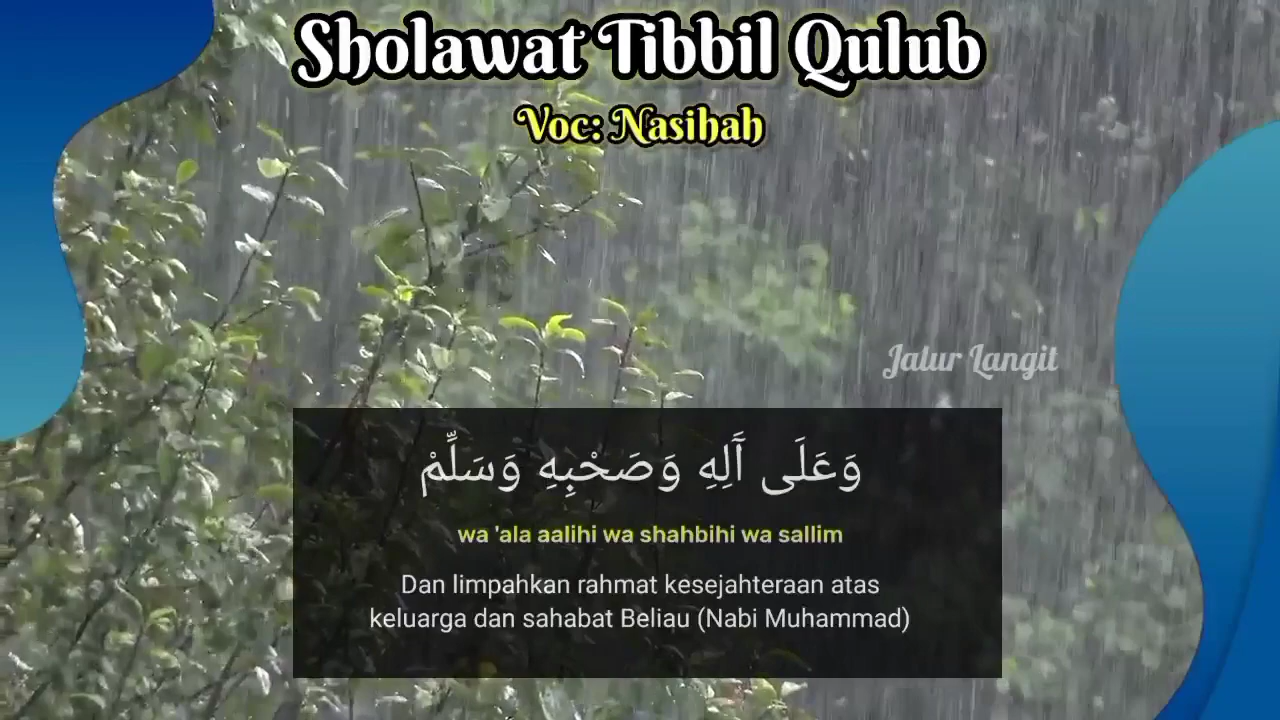 Sholawat Tibbil Qulub
Voc: Nasihah
Jalur Langit
وَعَلَى آَلِهِ وَصَحْبِهِ وَسَلِّمْ
wa 'ala aalihi wa shahbihi wa sallim
Dan limpahkan rahmat kesejahteraan atas
keluarga dan sahabat Beliau (Nabi Muhammad)